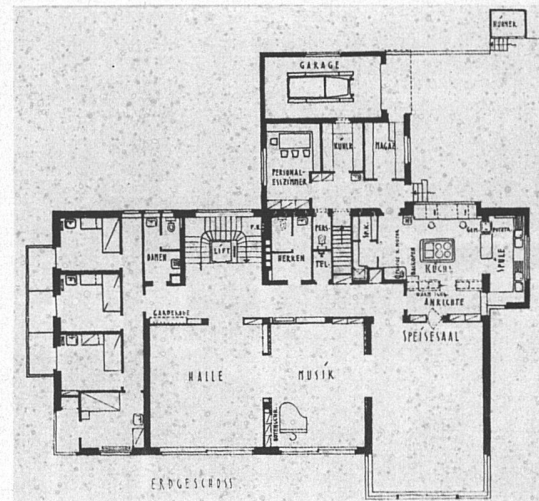 HÜHNER
GARAGE
PERSONAL-
ESSZIMMER
KÜHLR.
MAGAZ
DAMEN
LIFT
HERREN
PERS
TEL.
KÜCHE
SPÜLE
ANRICHTE
GARDEROBE
SPEISESAAL
HALLE
MUSIK
ERDGESCHOSS